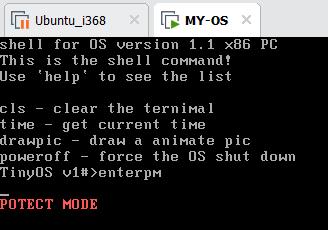 Ubuntu_i368
MY-OS
shell for OS version 1.1 x86 PC
This is the shell command!
Use 'help' to see the list
cls - clear the ternimal
time - get current time
drawpic - draw a animate pic
poweroff - force the OS shut down
TinyOS v1#>enterpm
_
POTECT MODE